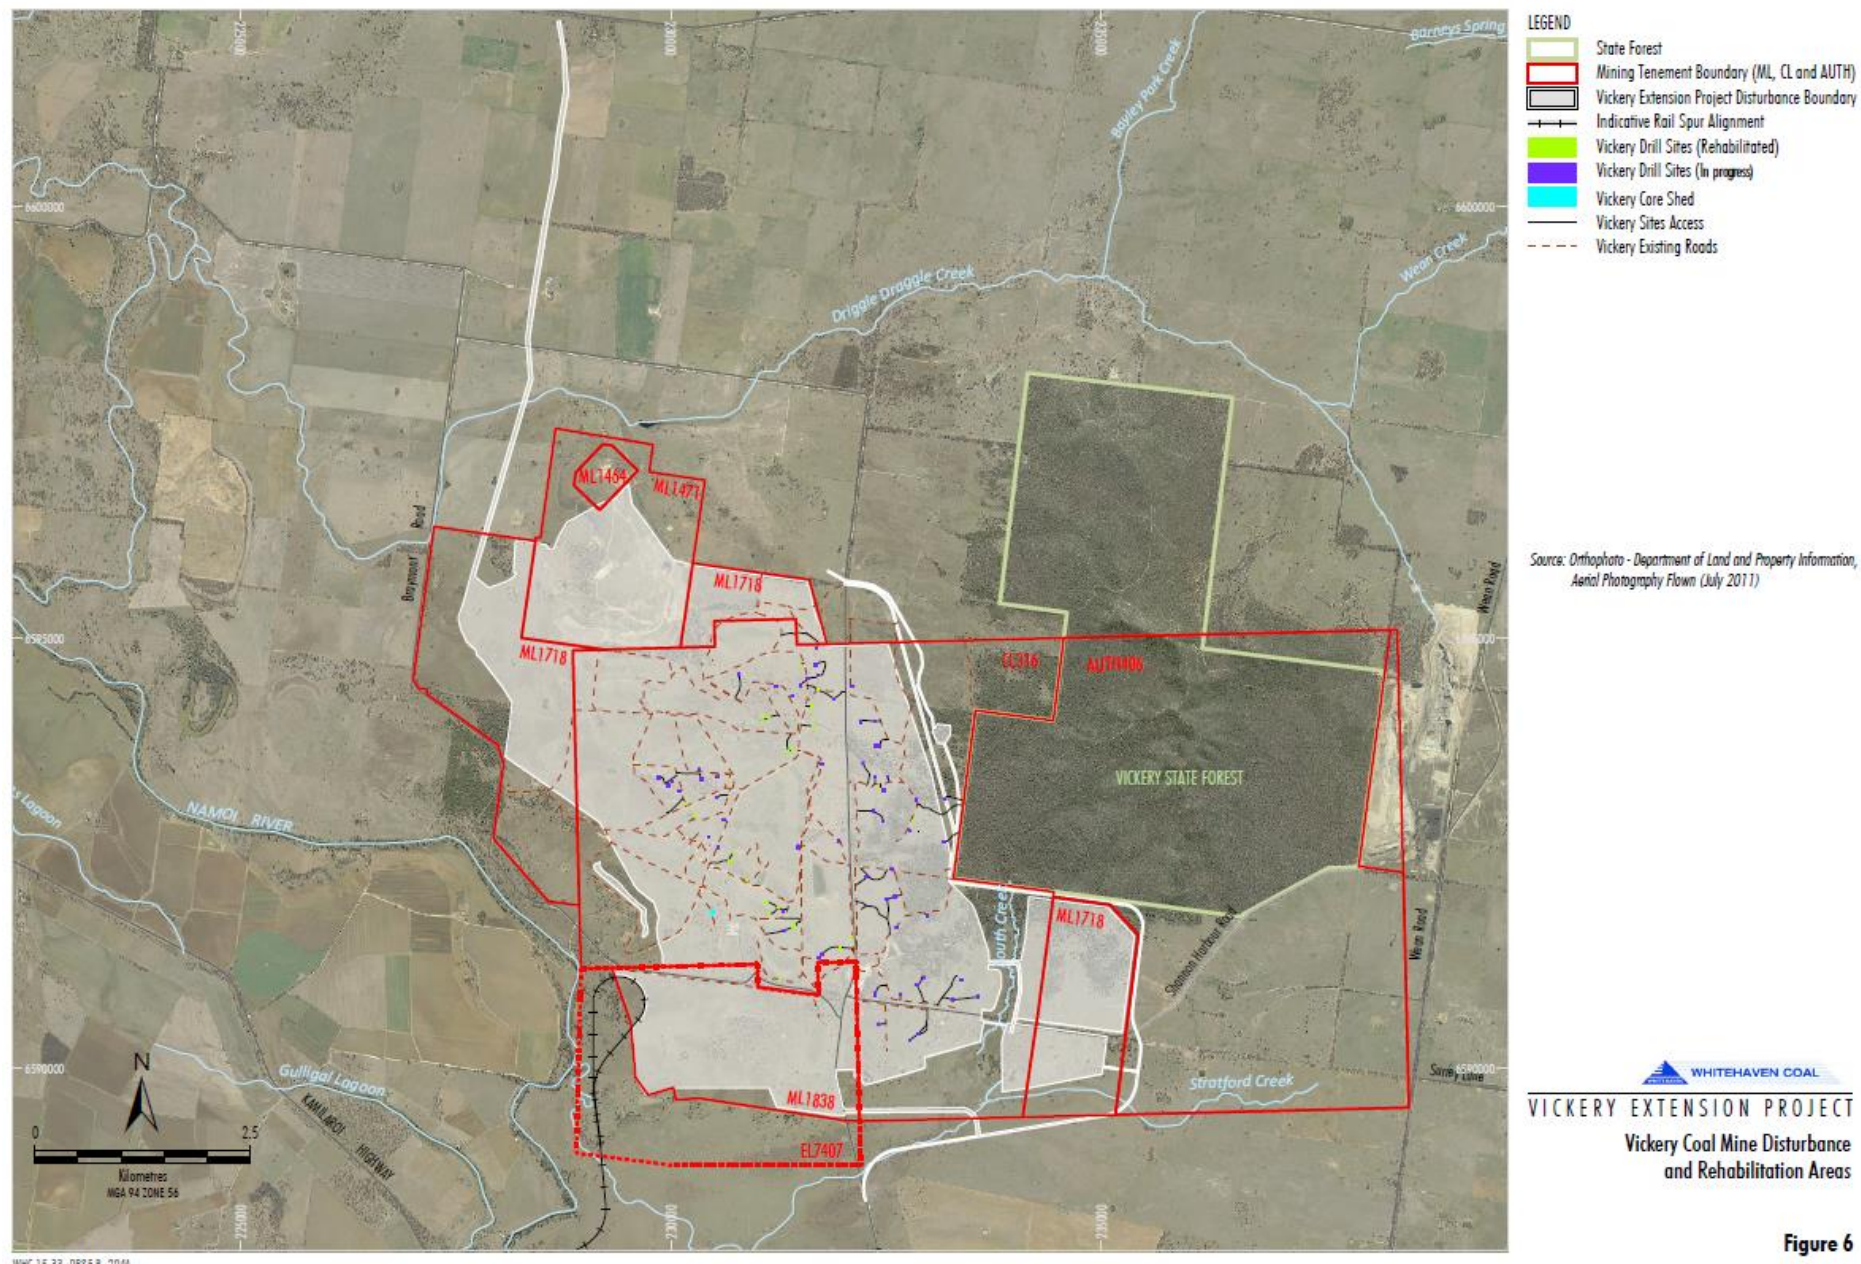 225000
230000
235000
Barneys Spring
Bayley Park Creek
6600000
6600000
Wean Creek
Driggle Draggle Creek
ML1464
ML1471
Braymont Road
ML1718
Wean Road
6595000
ML1718
CL316
AUTH406
VICKERY STATE FOREST
s Lagoon
NAMOI RIVER
South Creek
ML1718
Shannon Harbour Road
Wean Road
6590000
6590000
N
Gulligal Lagoon
KAMILAROI HIGHWAY
Stratford Creek
ML1838
EL7407
0 2.5
Kilometres
MGA 94 ZONE 56
225000
230000
235000
LEGEND
State Forest
Mining Tenement Boundary (ML, CL and AUTH)
Vickery Extension Project Disturbance Boundary
Indicative Rail Spur Alignment
Vickery Drill Sites (Rehabilitated)
Vickery Drill Sites (In progress)
Vickery Core Shed
Vickery Sites Access
Vickery Existing Roads
Source: Orthophoto - Department of Land and Property Information,
Aerial Photography Flown (July 2011)
WHITEHAVEN COAL
VICKERY EXTENSION PROJECT
Vickery Coal Mine Disturbance
and Rehabilitation Areas
Figure 6